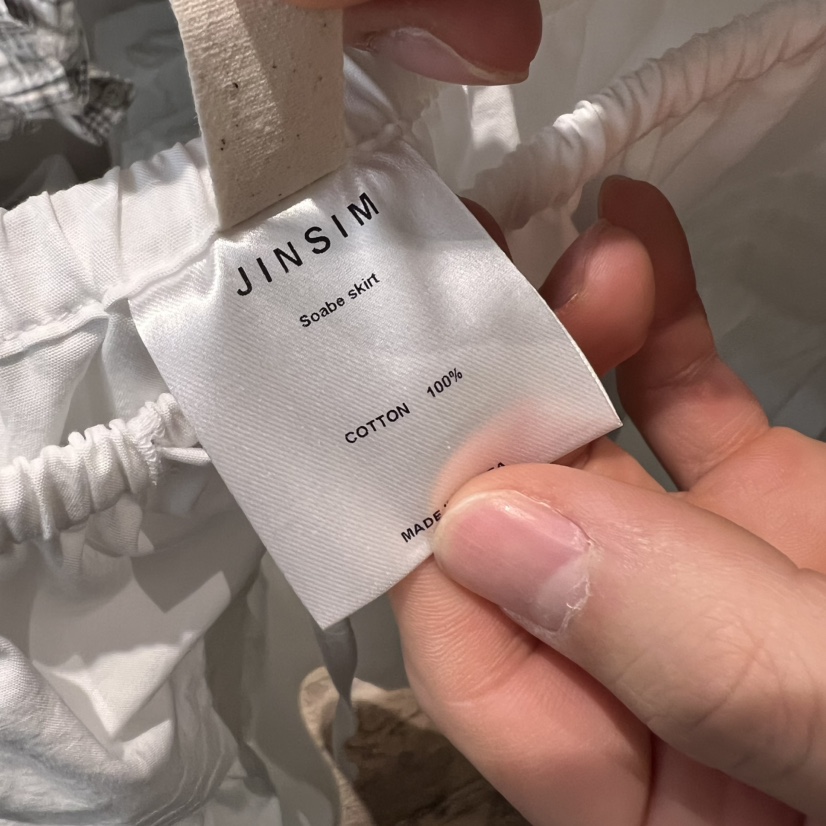 JINSIM
Soabe skirt
COTTON 100%
MADE